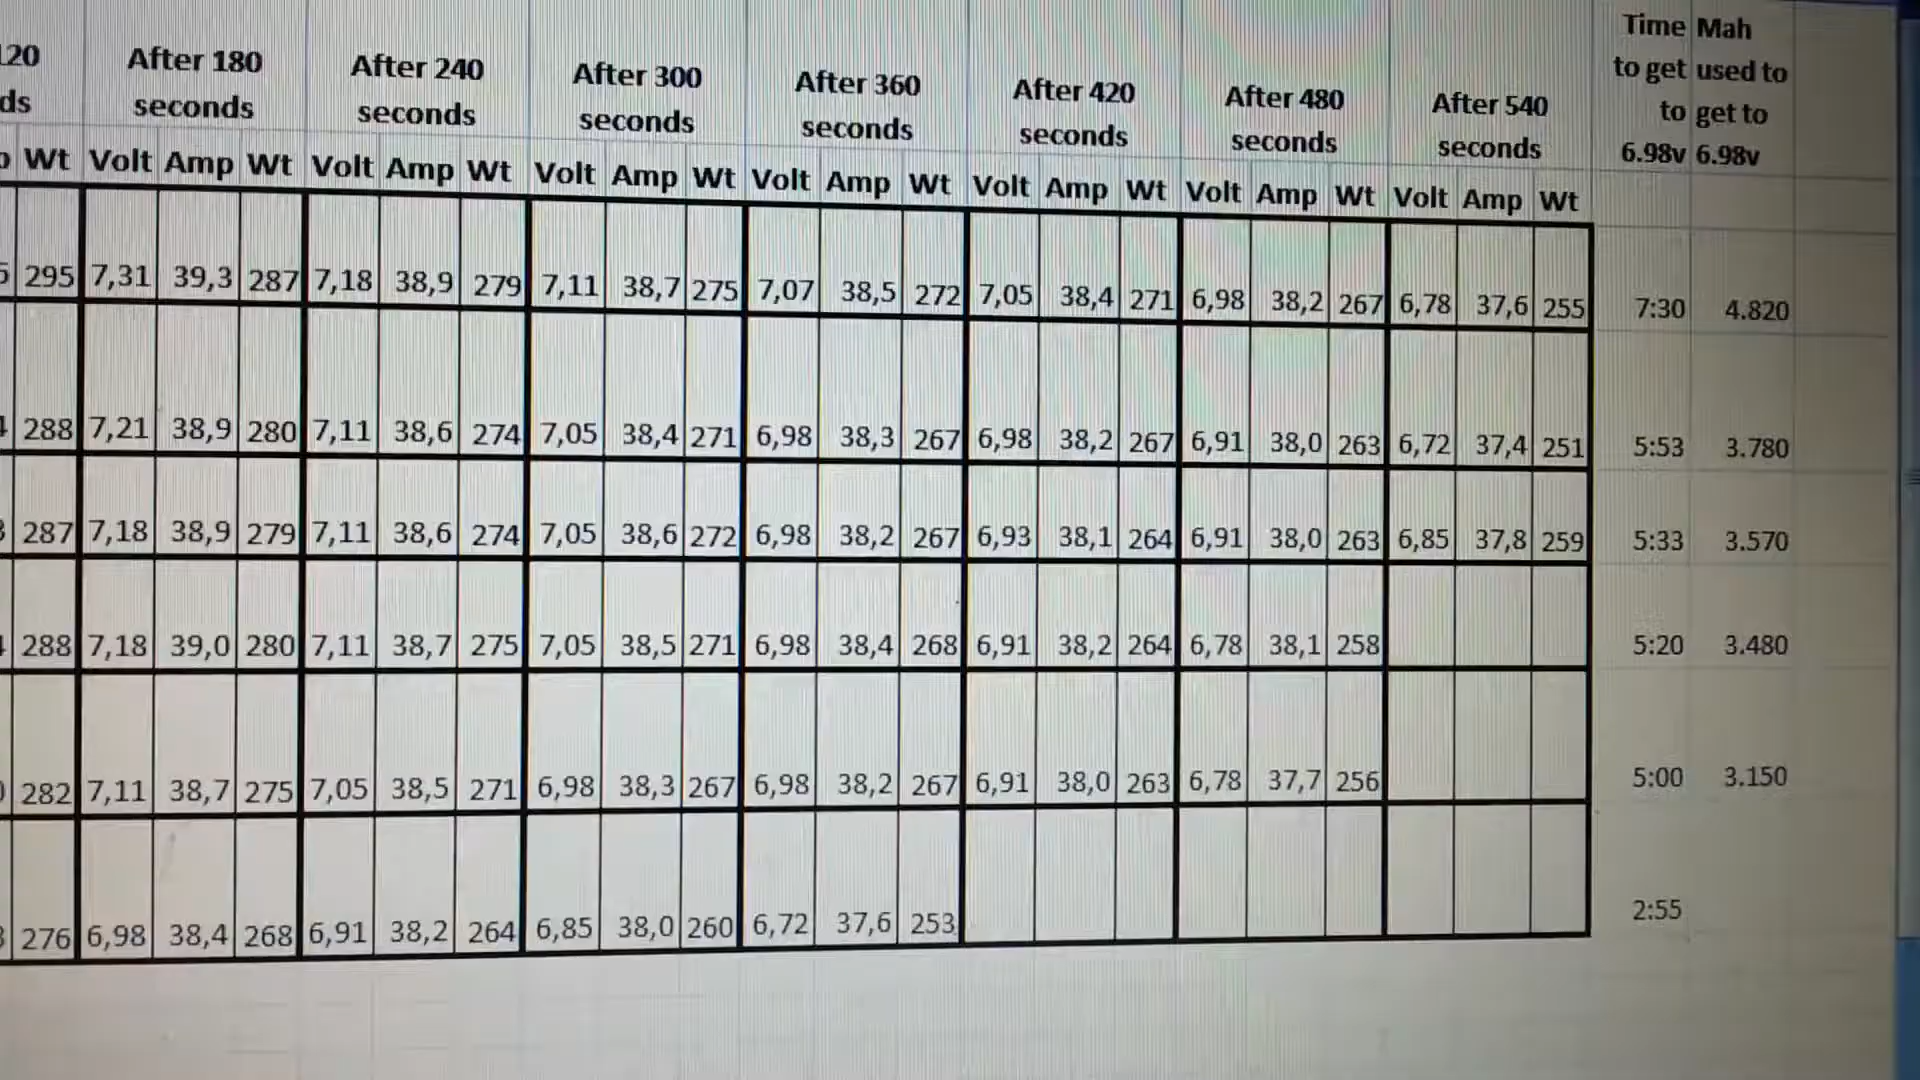 120 After 180 After 240 After 300 After 360 After 420 After 480 After 540 Time Mah
ds seconds seconds seconds seconds seconds seconds seconds to get used to
to get to
6.98v 6.98v
Wt Volt Amp Wt Volt Amp Wt Volt Amp Wt Volt Amp Wt Volt Amp Wt Volt Amp Wt Volt Amp Wt
295 7,31 39,3 287 7,18 38,9 279 7,11 38,7 275 7,07 38,5 272 7,05 38,4 271 6,98 38,2 267 6,78 37,6 255 7:30 4.820
288 7,21 38,9 280 7,11 38,6 274 7,05 38,4 271 6,98 38,3 267 6,98 38,2 267 6,91 38,0 263 6,72 37,4 251 5:53 3.780
287 7,18 38,9 279 7,11 38,6 274 7,05 38,6 272 6,98 38,2 267 6,93 38,1 264 6,91 38,0 263 6,85 37,8 259 5:33 3.570
288 7,18 39,0 280 7,11 38,7 275 7,05 38,5 271 6,98 38,4 268 6,91 38,2 264 6,78 38,1 258 5:20 3.480
282 7,11 38,7 275 7,05 38,5 271 6,98 38,3 267 6,98 38,2 267 6,91 38,0 263 6,78 37,7 256 5:00 3.150
276 6,98 38,4 268 6,91 38,2 264 6,85 38,0 260 6,72 37,6 253 2:55